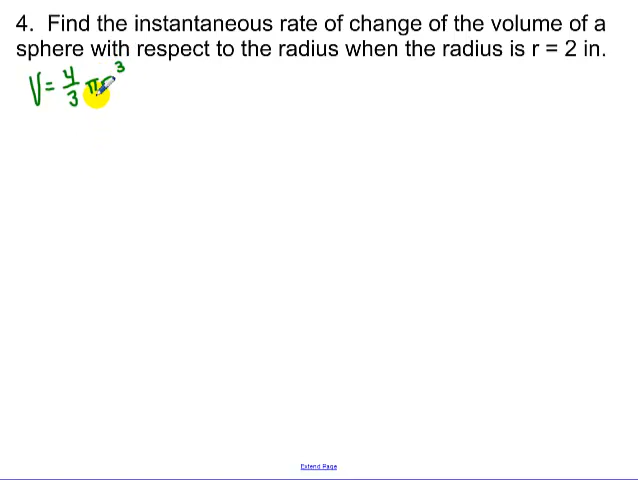 4. Find the instantaneous rate of change of the volume of a
sphere with respect to the radius when the radius is r = 2 in.
V = 4/3 πr³
Extend Page